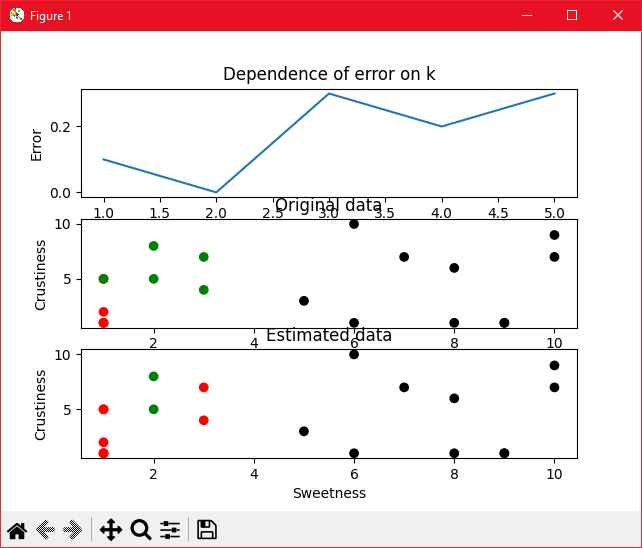 Figure 1
Dependence of error on k
Error
0.2
0.0
1.0 1.5 2.0 2.5 3.0 3.5 4.0 4.5 5.0
Original data
Crustiness
10
5
2 4 6 8 10
Estimated data
Crustiness
10
5
2 4 6 8 10
Sweetness